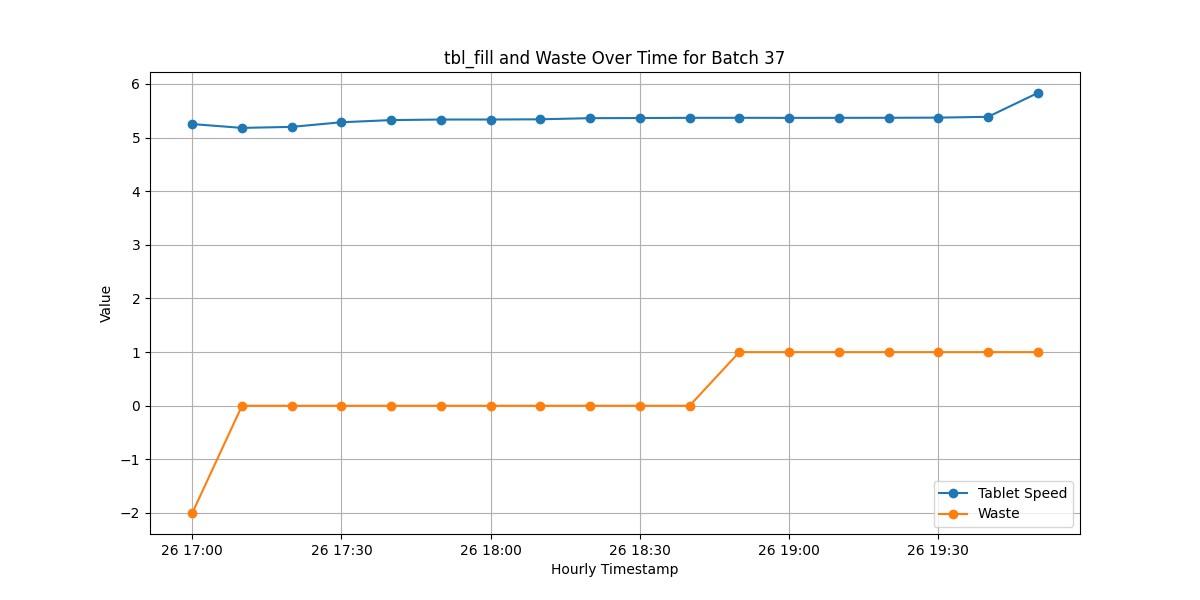 tbl_fill and Waste Over Time for Batch 37
6
5
4
3
2
1
0
−1
−2
Value
Tablet Speed
Waste
26 17:00 26 17:30 26 18:00 26 18:30 26 19:00 26 19:30
Hourly Timestamp